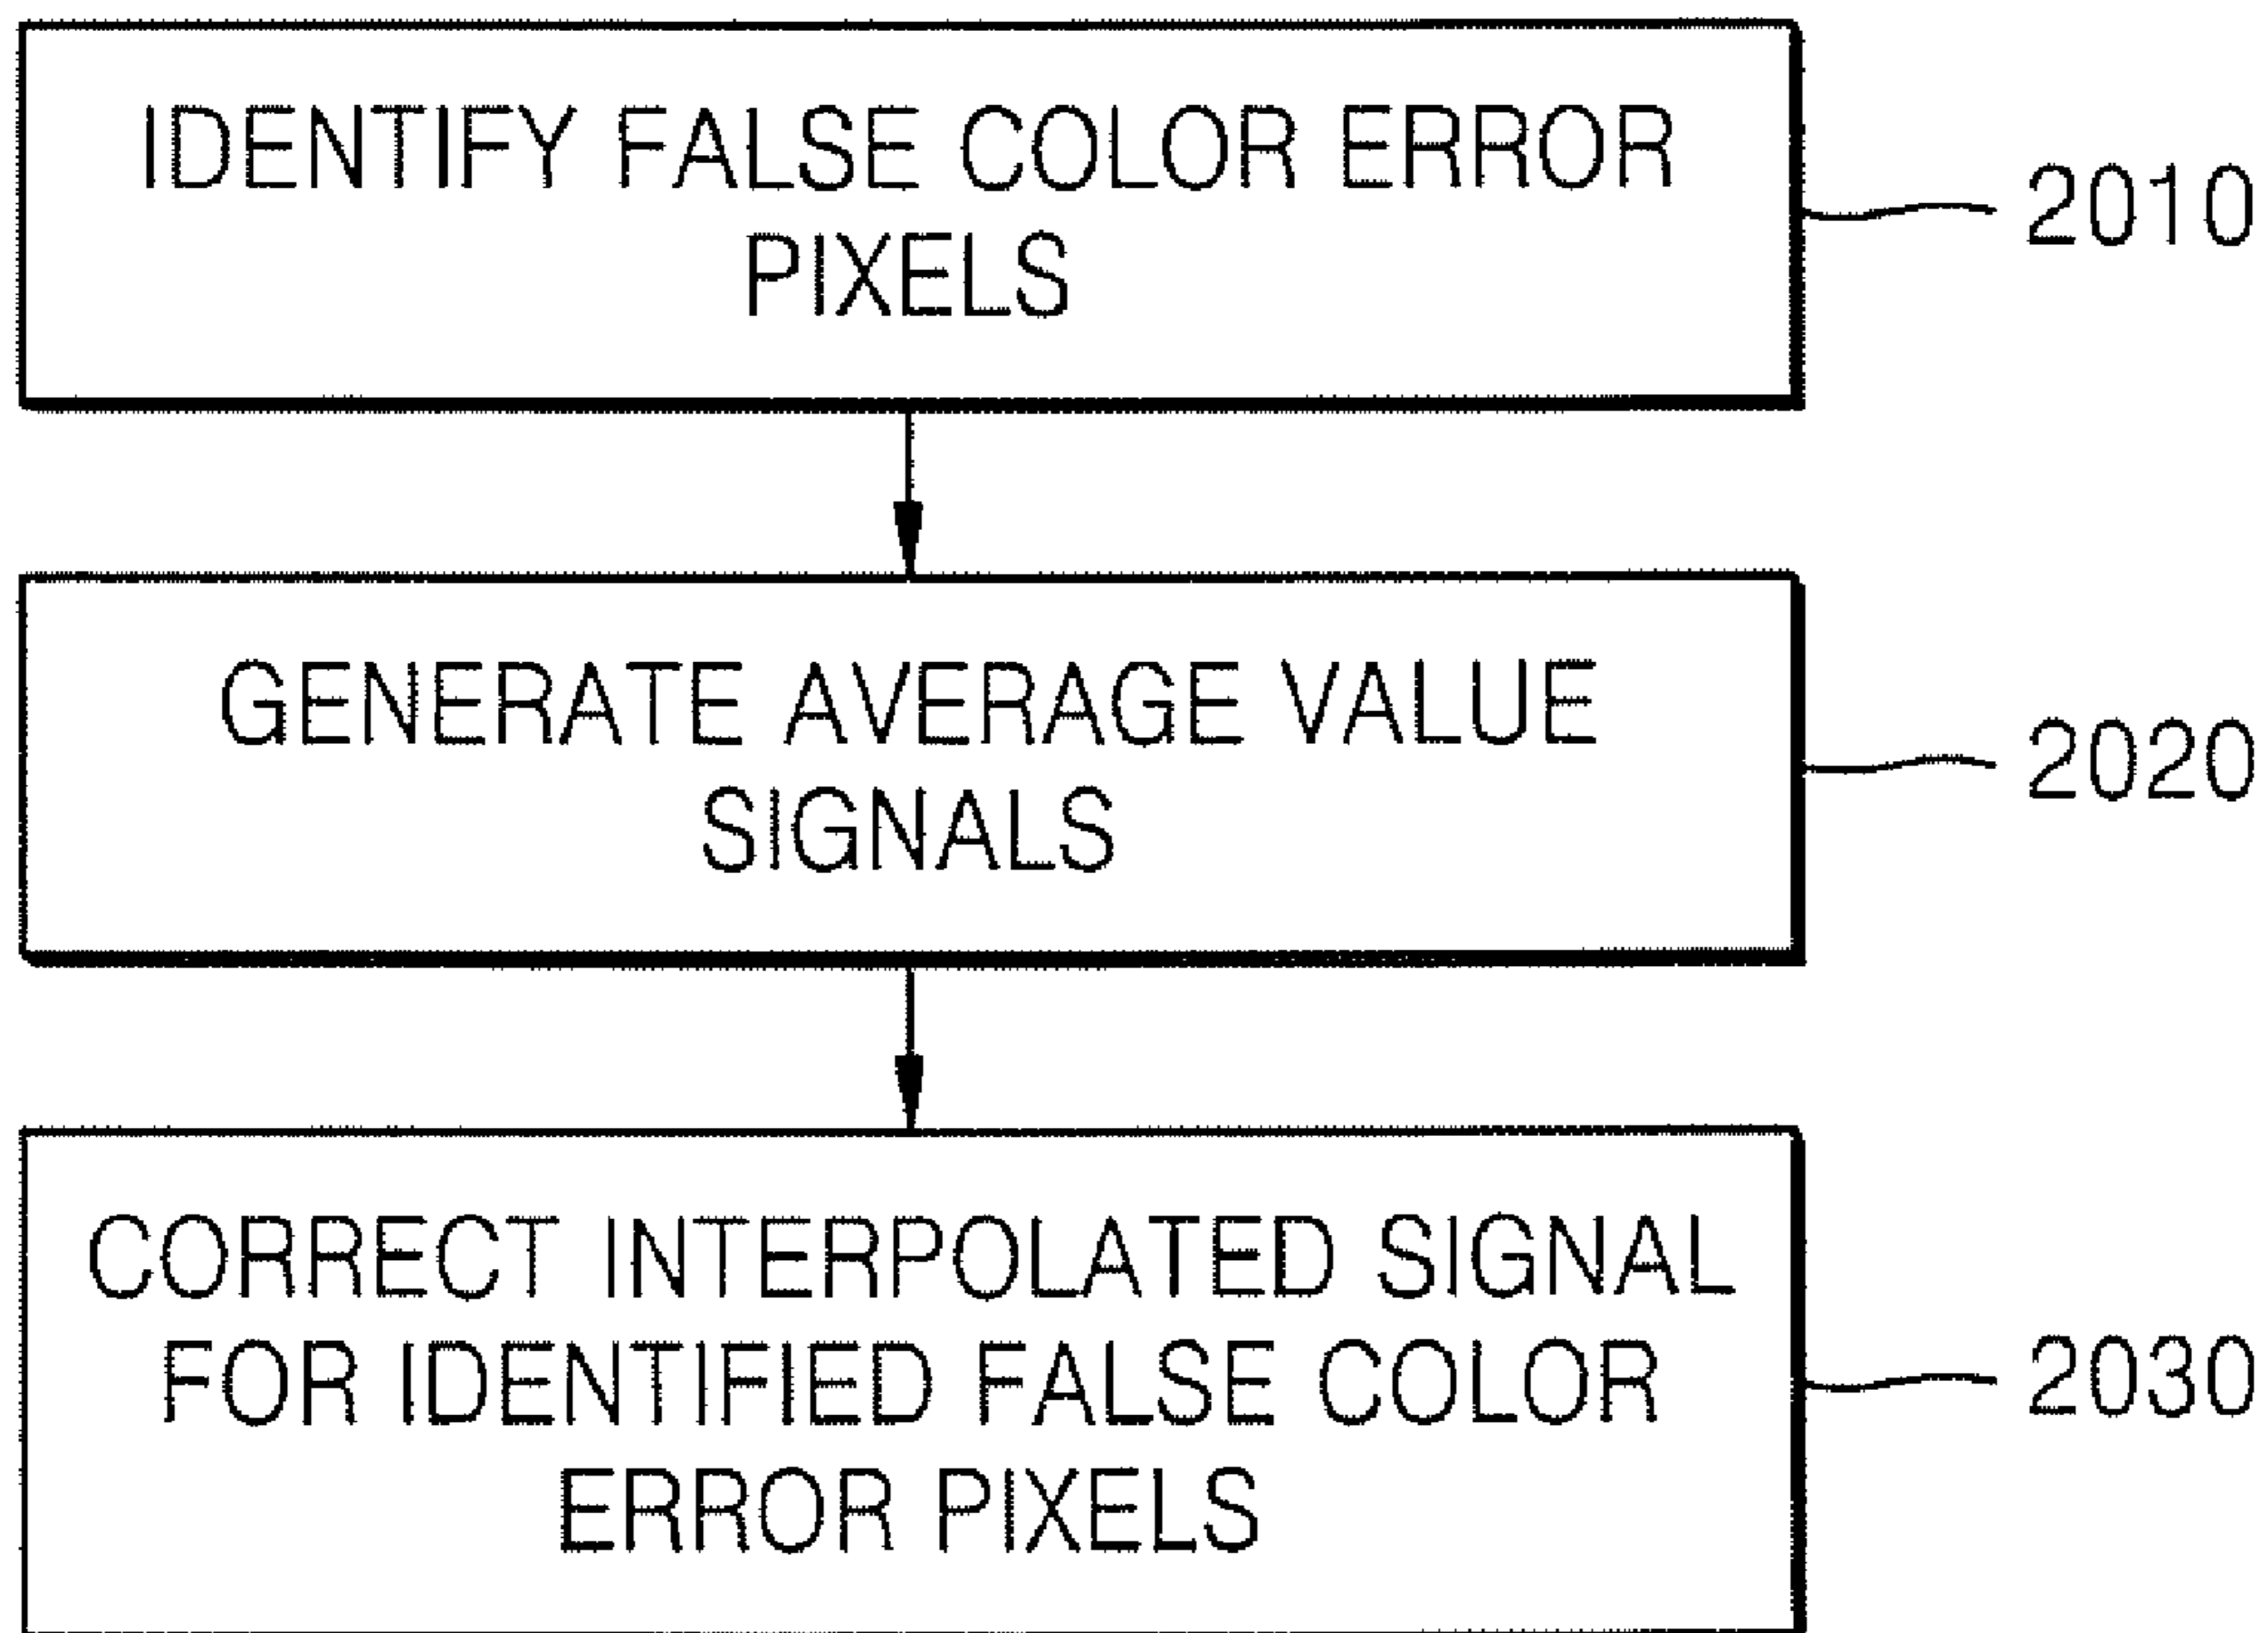 IDENTIFY FALSE COLOR ERROR
PIXELS
2010
GENERATE AVERAGE VALUE
SIGNALS
2020
CORRECT INTERPOLATED SIGNAL
FOR IDENTIFIED FALSE COLOR
ERROR PIXELS
2030